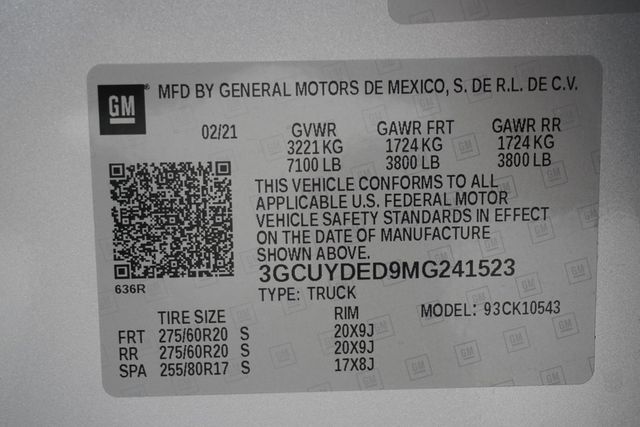 GM ® MFD BY GENERAL MOTORS DE MEXICO, S. DE R.L. DE C.V.
02/21 GVWR GAWR FRT GAWR RR
3221 KG 1724 KG 1724 KG
7100 LB 3800 LB 3800 LB
THIS VEHICLE CONFORMS TO ALL
APPLICABLE U.S. FEDERAL MOTOR
VEHICLE SAFETY STANDARDS IN EFFECT
ON THE DATE OF MANUFACTURE
SHOWN ABOVE.
3GCUYDED9MG241523
636R
TYPE: TRUCK
TIRE SIZE RIM MODEL: 93CK10543
FRT 275/60R20 S 20X9J
RR 275/60R20 S 20X9J
SPA 255/80R17 S 17X8J